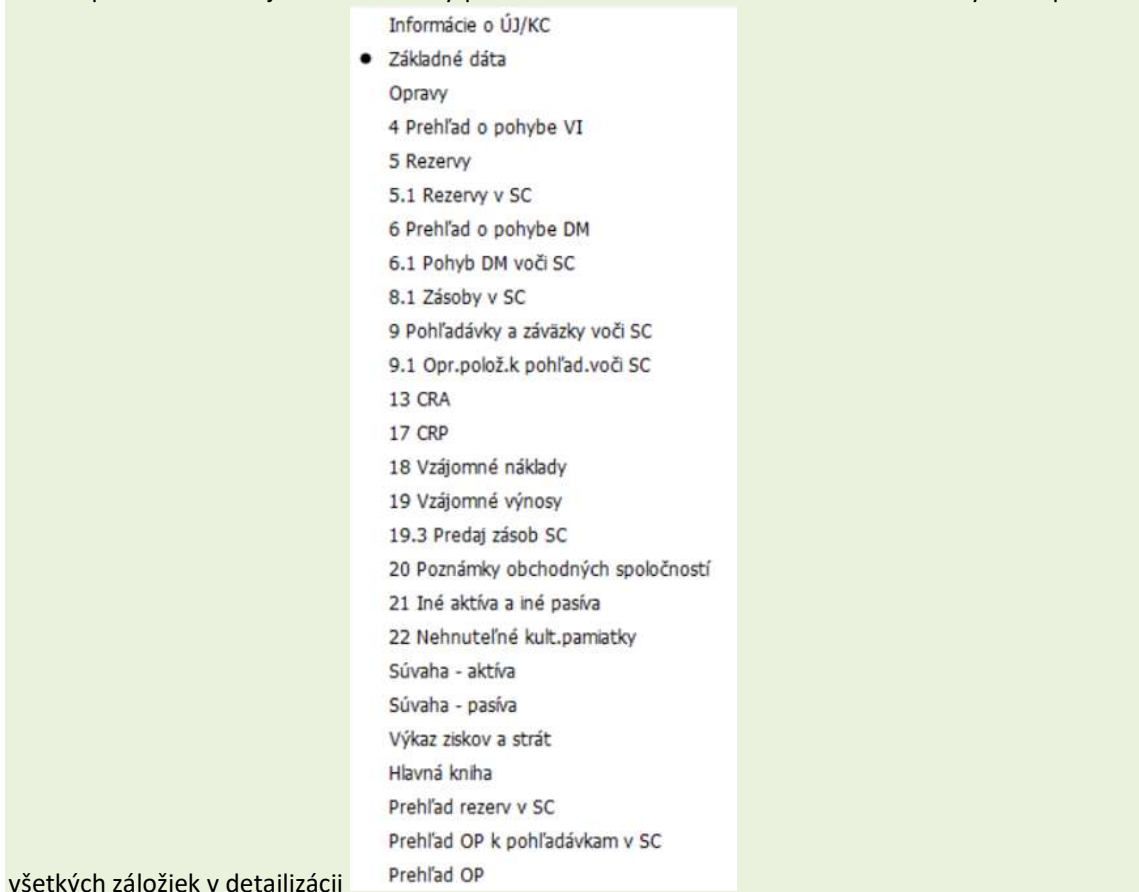 Informácie o ÚJ/KC
• Základné dáta
Opravy
4 Prehľad o pohybe VI
5 Rezervy
5.1 Rezervy v SC
6 Prehľad o pohybe DM
6.1 Pohyb DM voči SC
8.1 Zásoby v SC
9 Pohľadávky a záväzky voči SC
9.1 Opr.polož.k pohľad.voči SC
13 CRA
17 CRP
18 Vzájomné náklady
19 Vzájomné výnosy
19.3 Predaj zásob SC
20 Poznámky obchodných spoločností
21 Iné aktíva a iné pasíva
22 Nehnuteľné kult.pamiatky
Súvaha - aktíva
Súvaha - pasíva
Výkaz ziskov a strát
Hlavná kniha
Prehľad rezerv v SC
Prehľad OP k pohľadávkam v SC
Prehľad OP
všetkých záložiek v detailizácii